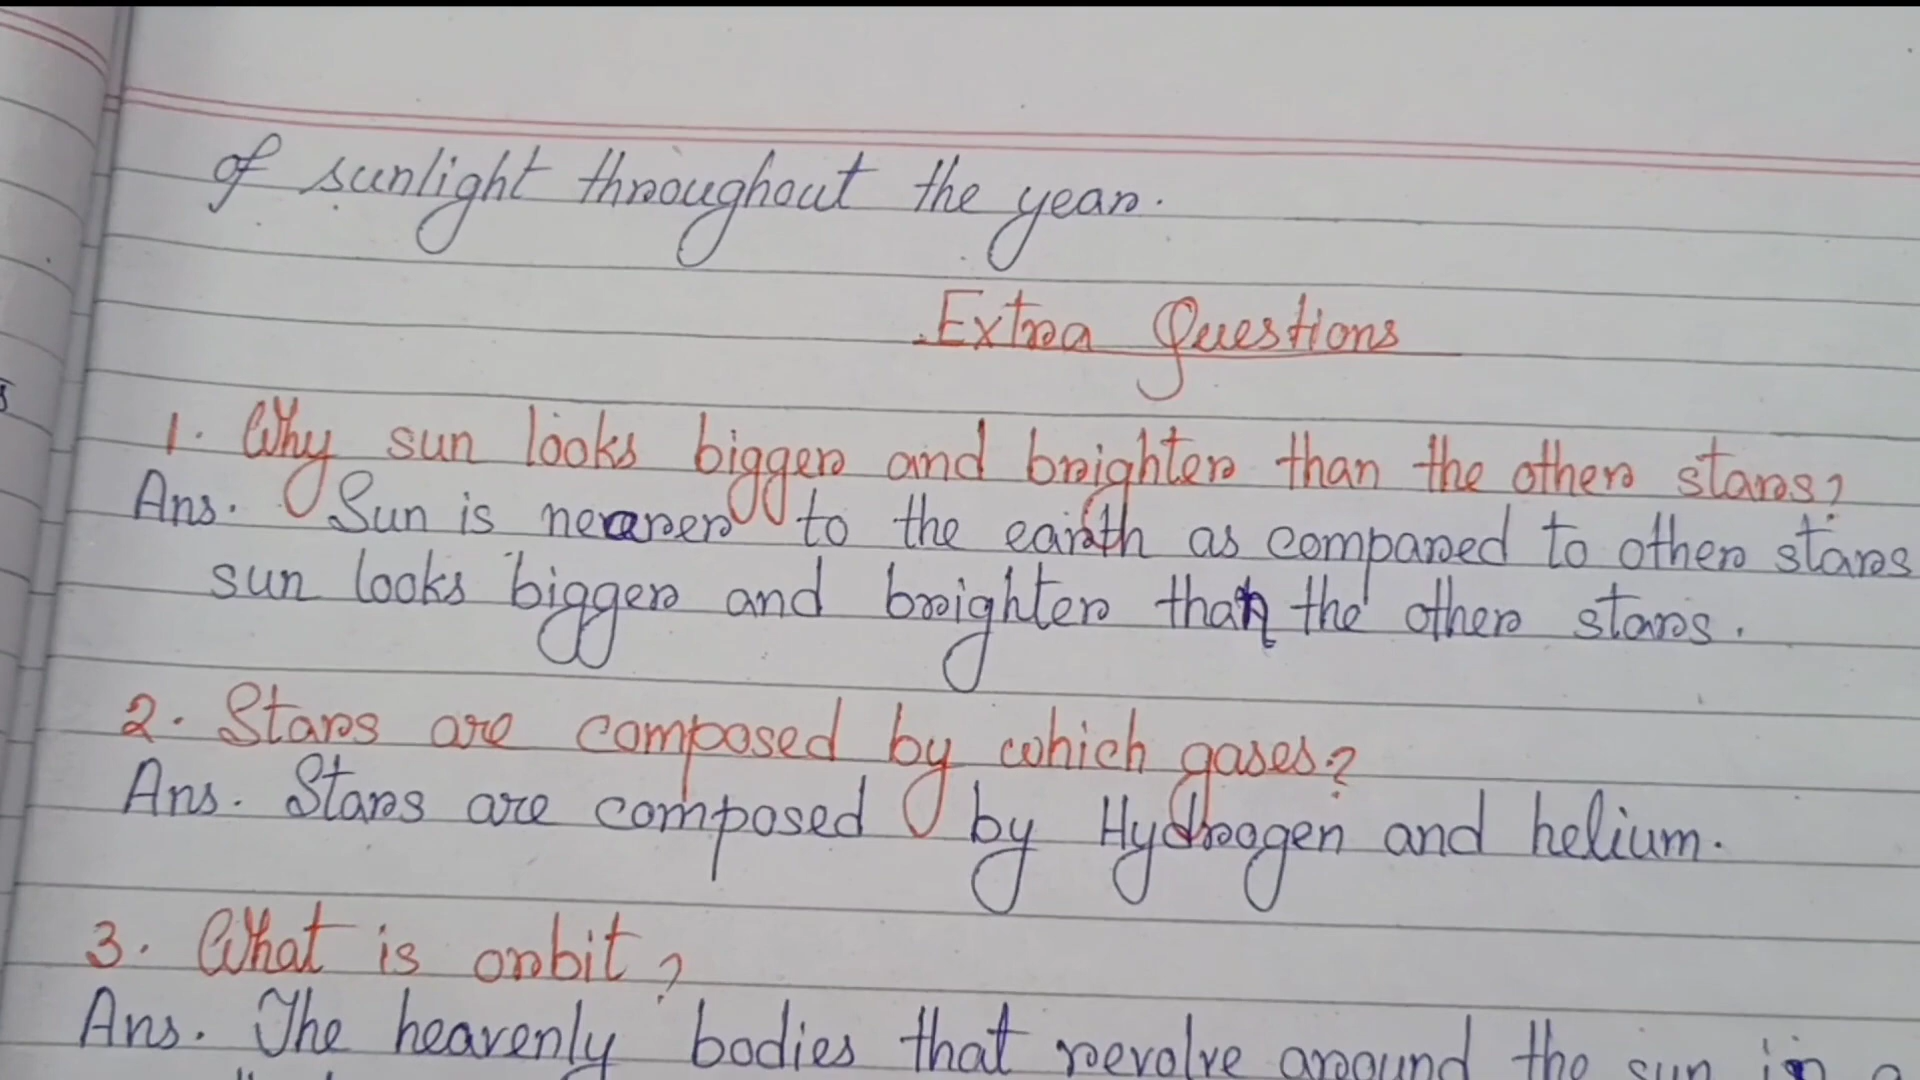 of sunlight throughout the year.
Extra Questions
1. Why sun looks bigger and brighter than the other stars?
Ans. Sun is nearer to the earth as compared to other stars
sun looks bigger and brighter than the other stars.
2. Stars are composed by which gases?
Ans. Stars are composed by Hydrogen and helium.
3. What is orbit?
Ans. The heavenly bodies that revolve around the sun in a